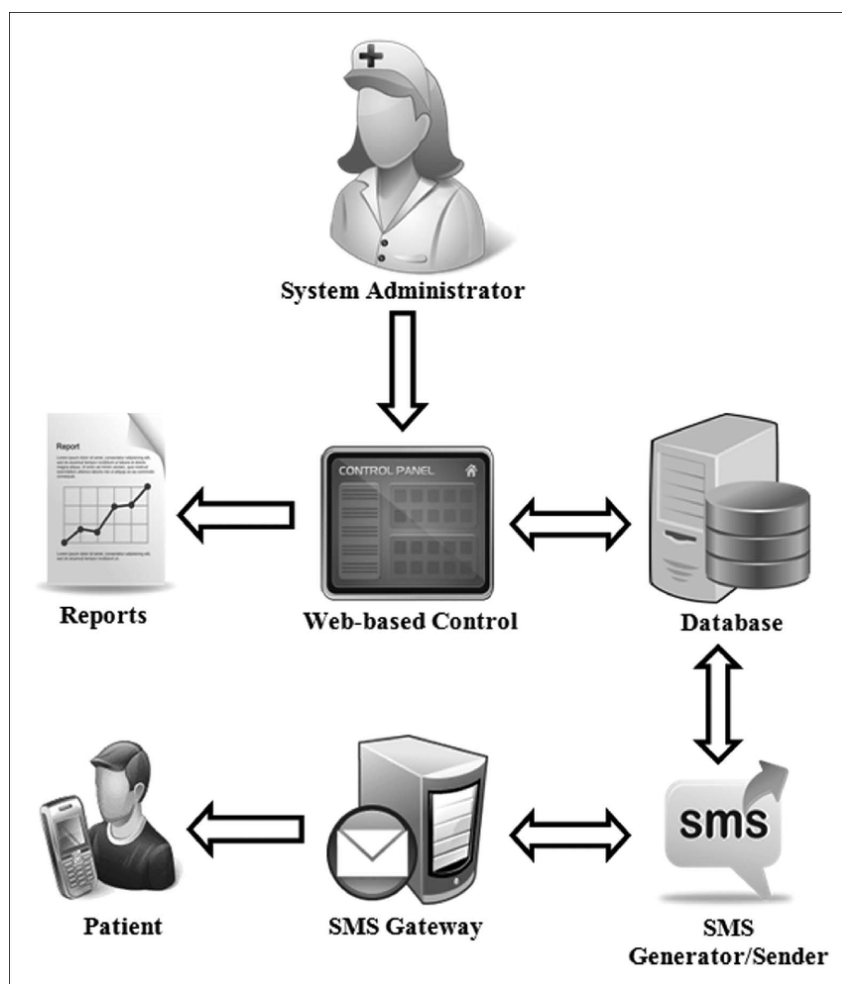 System Administrator
Report
CONTROL PANEL
Reports
Web-based Control
Database
sms
Patient
SMS Gateway
SMS
Generator/Sender